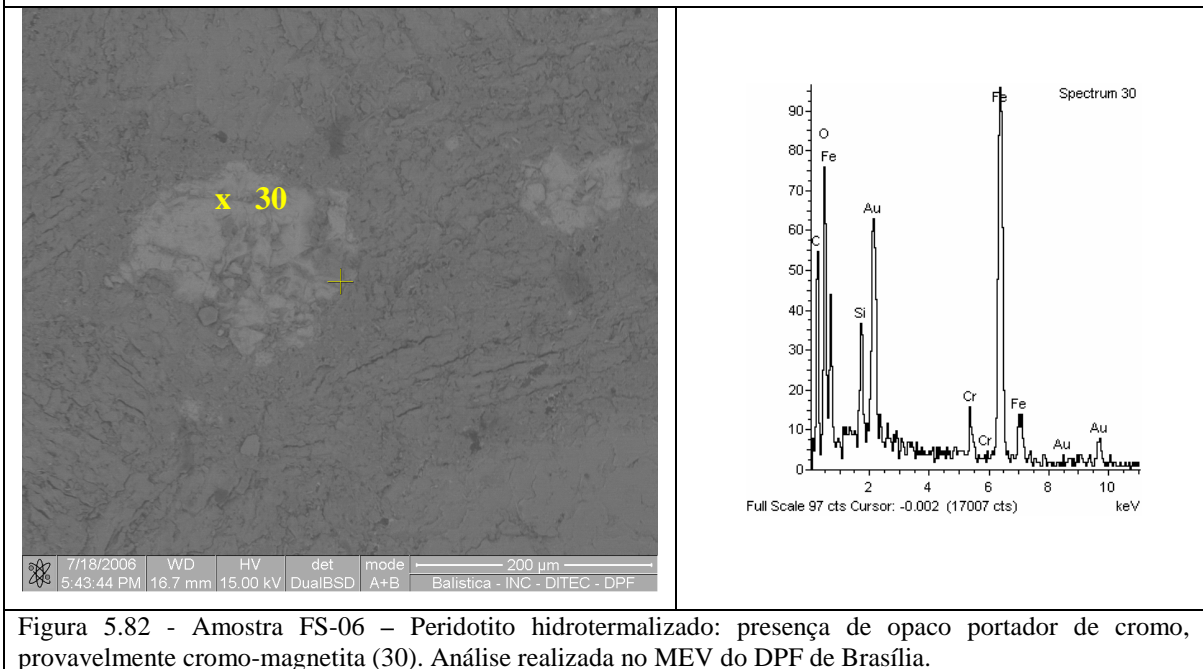 x 30
7/18/2006 WD HV det mode 200 µm
5:43:44 PM 16.7 mm 15.00 kV DualBSD A+B Balistica - INC - DITEC - DPF
Spectrum 30
90
80
70
60
50
40
30
20
10
0
C
O
Fe
Si
Au
Cr
Cr
Fe
Fe
Au
Au
2 4 6 8 10
Full Scale 97 cts Cursor: -0.002 (17007 cts) keV
Figura 5.82 - Amostra FS-06 – Peridotito hidrotermalizado: presença de opaco portador de cromo,
provavelmente cromo-magnetita (30). Análise realizada no MEV do DPF de Brasília.